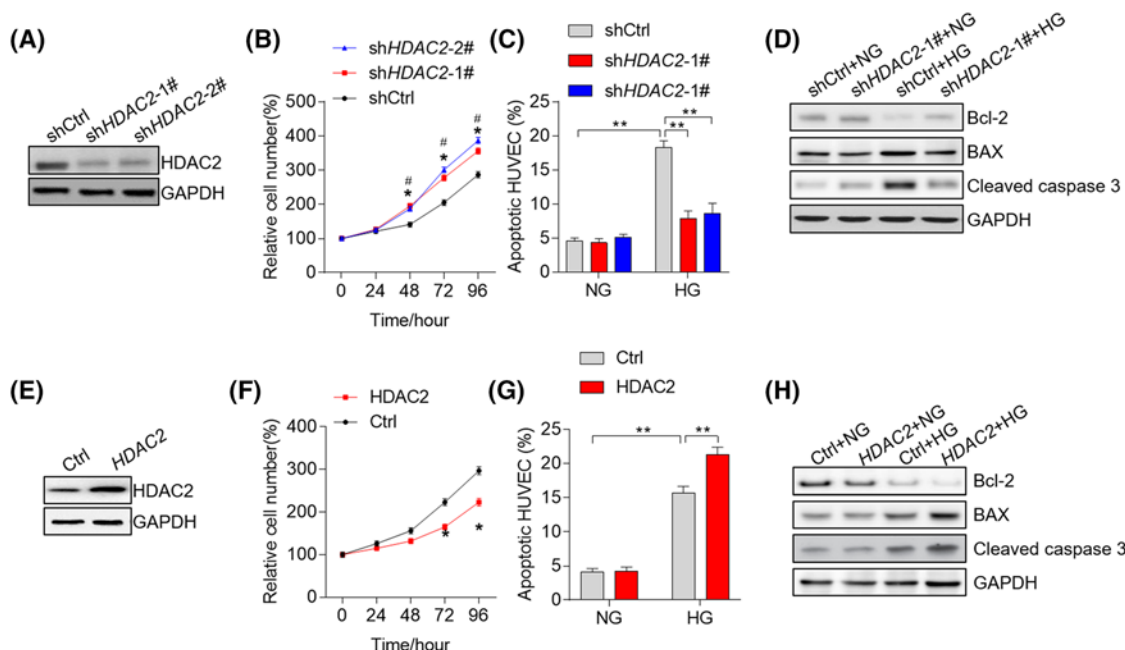 (A)
shCtrl
shHDAC2-1#
shHDAC2-2#
HDAC2
GAPDH
(B)
shHDAC2-2#
shHDAC2-1#
shCtrl
Relative cell number(%)
500
400
300
200
100
0
# * # * # *
0 24 48 72 96
Time/hour
(C)
shCtrl
shHDAC2-1#
shHDAC2-1#
Apoptotic HUVEC (%)
25
20
15
10
5
0
** ** **
NG HG
(D)
shCtrl+NG
shHDAC2-1#+NG
shCtrl+HG
shHDAC2-1#+HG
Bcl-2
BAX
Cleaved caspase 3
GAPDH
(E)
Ctrl
HDAC2
HDAC2
GAPDH
(F)
HDAC2
Ctrl
Relative cell number(%)
400
300
200
100
0
* *
0 24 48 72 96
Time/hour
(G)
Ctrl
HDAC2
Apoptotic HUVEC (%)
25
20
15
10
5
0
** **
NG HG
(H)
Ctrl+NG
HDAC2+NG
Ctrl+HG
HDAC2+HG
Bcl-2
BAX
Cleaved caspase 3
GAPDH